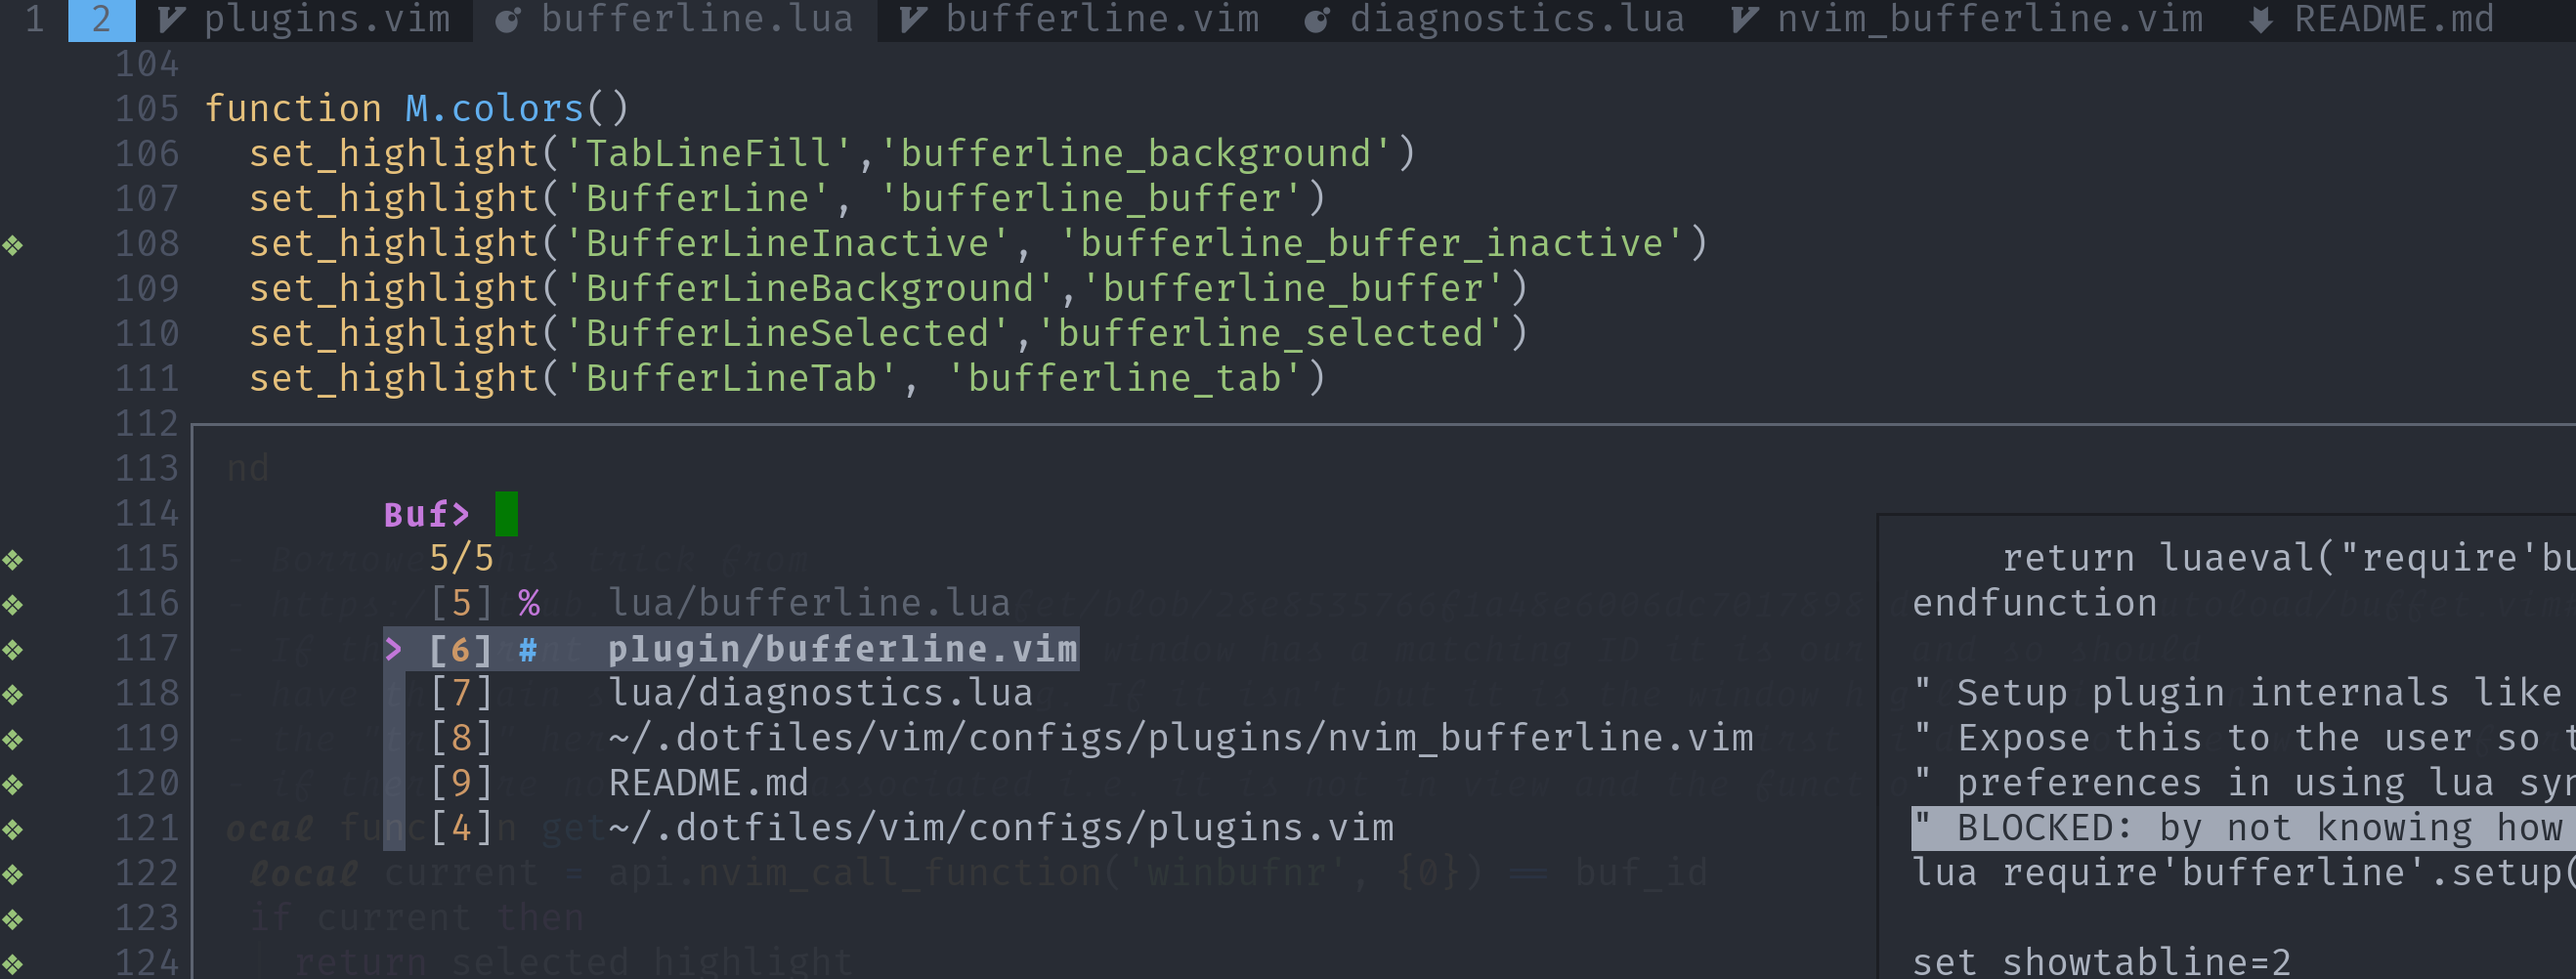 1 2 plugins.vim bufferline.lua bufferline.vim diagnostics.lua nvim_bufferline.vim README.md
104
105 function M.colors()
106 set_highlight('TabLineFill','bufferline_background')
107 set_highlight('BufferLine', 'bufferline_buffer')
108 set_highlight('BufferLineInactive', 'bufferline_buffer_inactive')
109 set_highlight('BufferLineBackground','bufferline_buffer')
110 set_highlight('BufferLineSelected','bufferline_selected')
111 set_highlight('BufferLineTab', 'bufferline_tab')
112
113 nd
114 Buf>
115 5/5 return luaeval("require'bu
116 [5] % lua/bufferline.lua endfunction
117 > [6] # plugin/bufferline.vim
118 [7] lua/diagnostics.lua " Setup plugin internals like
119 [8] ~/.dotfiles/vim/configs/plugins/nvim_bufferline.vim " Expose this to the user so t
120 [9] README.md " preferences in using lua syn
121 [4] ~/.dotfiles/vim/configs/plugins.vim " BLOCKED: by not knowing how
122 local current = api.nvim_call_function('winbufnr', {0}) == buf_id lua require'bufferline'.setup(
123 if current then
124 return selected_highlight set showtabline=2